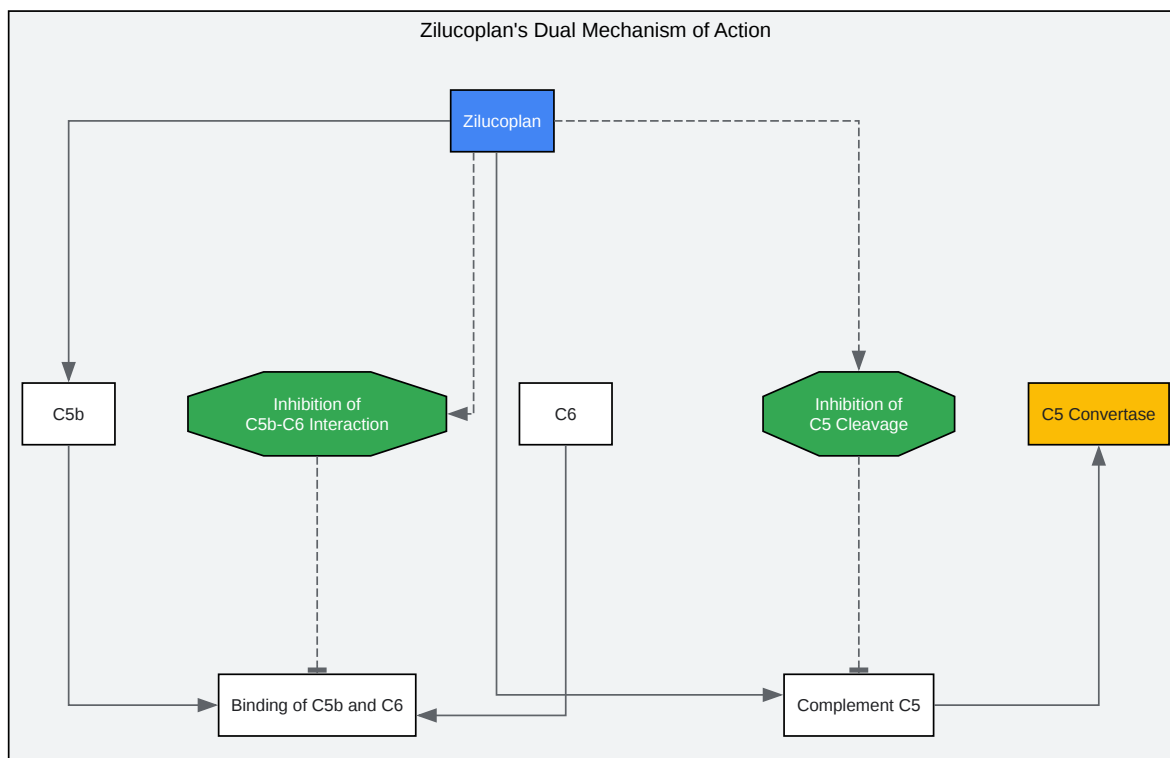 Zilucoplan's Dual Mechanism of Action
Zilucoplan
C5b
Inhibition of
C5b-C6 Interaction
C6
Inhibition of
C5 Cleavage
C5 Convertase
Binding of C5b and C6
Complement C5